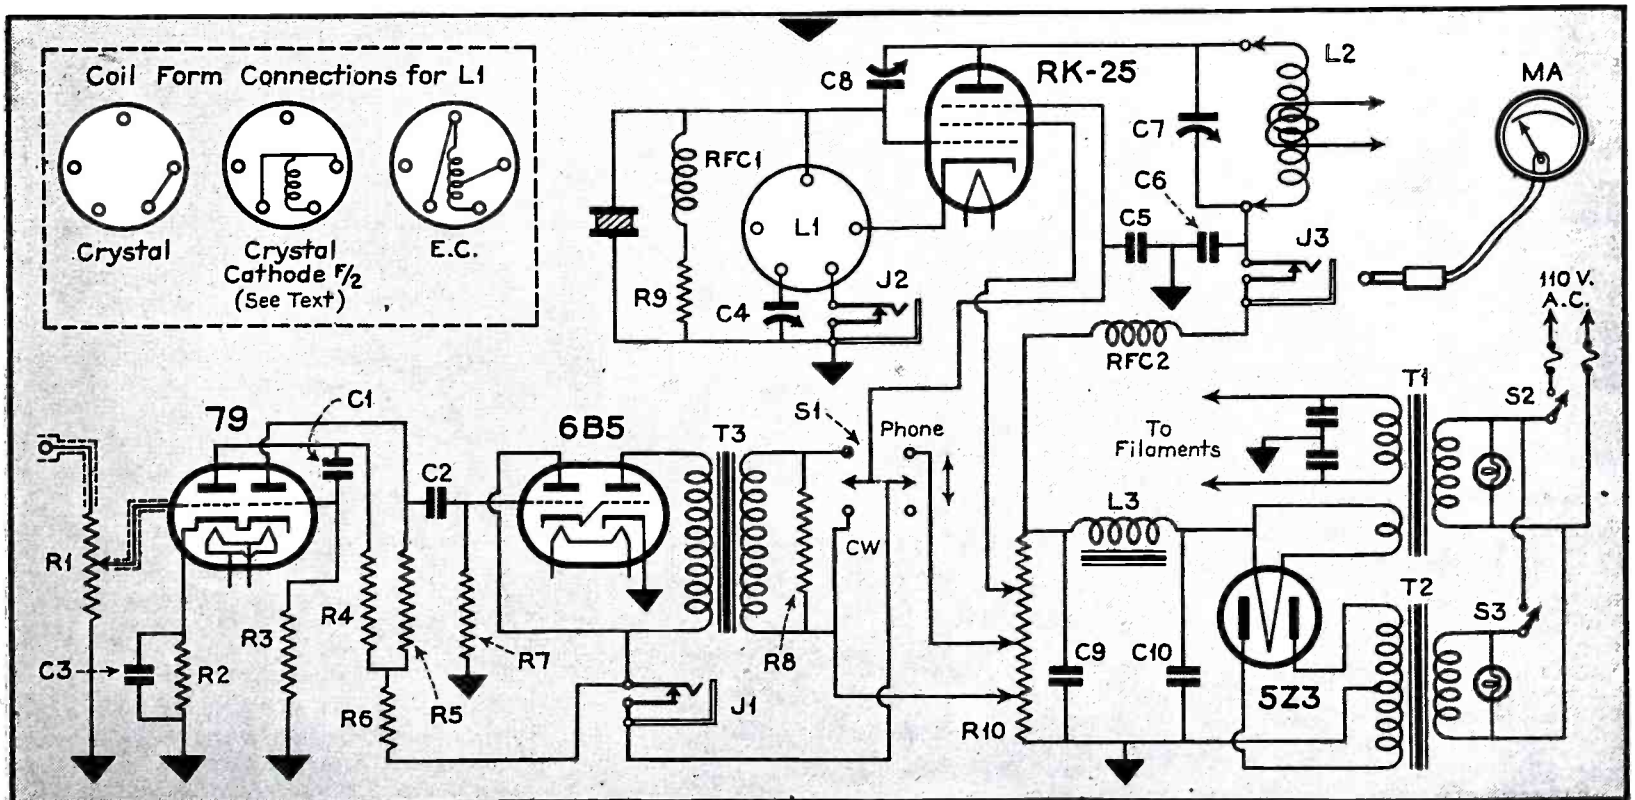 Coil Form Connections for L1
Crystal
Crystal
Cathode F/2
(See Text)
E.C.
C8
RK-25
L2
MA
C7
RFC1
L1
C6
C5
J3
R9
C4
J2
110 V.
A.C.
RFC2
79
C1
S1
Phone
6B5
T3
T1
S2
To
Filaments
C2
L3
R1
CW
T2
S3
R4
R3
C3
R2
R5
R7
R8
C9
C10
5Z3
R6
J1
R10